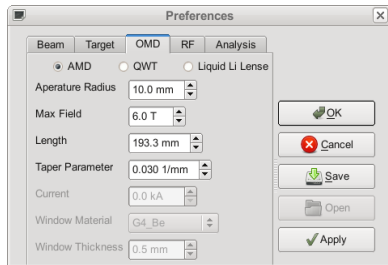 Preferences
Beam Target OMD RF Analysis
AMD QWT Liquid Li Lense
Aperature Radius 10.0 mm
Max Field 6.0 T
OK
Length 193.3 mm
Cancel
Taper Parameter 0.030 1/mm
Save
Current 0.0 kA
Open
Window Material G4_Be
Window Thickness 0.5 mm
Apply